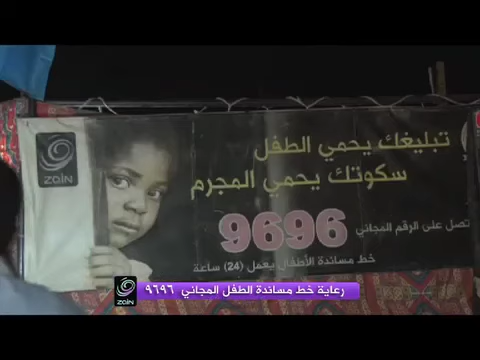 تبليغك يحمي الطفل
سكوتك يحمي المجرم
تصل على الرقم المجاني 9696
خط مساندة الأطفال يعمل (24) ساعة
ZAIN
رعاية خط مساندة الطفل المجاني ٩٦٩٦
ZAIN